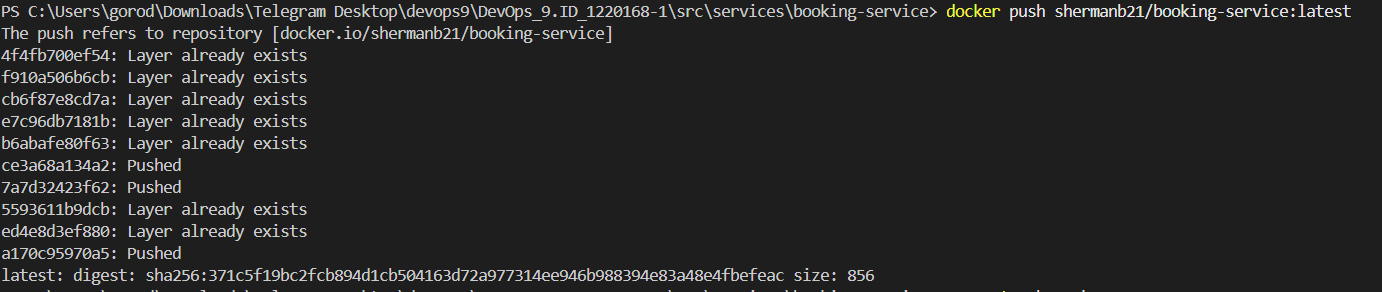 PS C:\Users\gorod\Downloads\Telegram Desktop\devops9\DevOps_9.ID_1220168-1\src\services\booking-service> docker push shermanb21/booking-service:latest
The push refers to repository [docker.io/shermanb21/booking-service]
4f4fb700ef54: Layer already exists
f910a506b6cb: Layer already exists
cb6f87e8cd7a: Layer already exists
e7c96db7181b: Layer already exists
b6abafe80f63: Layer already exists
ce3a68a134a2: Pushed
7a7d32423f62: Pushed
5593611b9dcb: Layer already exists
ed4e8d3ef880: Layer already exists
a170c95970a5: Pushed
latest: digest: sha256:371c5f19bc2fcb894d1cb504163d72a977314ee946b988394e83a48e4fbefeac size: 856